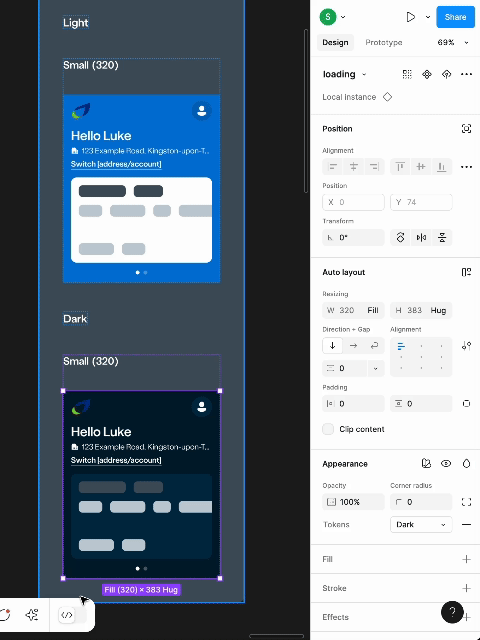 Light
Small (320)
Hello Luke
123 Example Road, Kingston-upon-T...
Switch [address/account]
Dark
Small (320)
Hello Luke
123 Example Road, Kingston-upon-T...
Switch [address/account]
Fill (320) × 383 Hug
S
Share
Design
Prototype
69%
loading
Local instance
Position
Alignment
Position
X 0
Y 74
Transform
0°
Auto layout
Resizing
W 320 Fill
H 383 Hug
Direction + Gap
Alignment
0
Padding
0
0
Clip content
Appearance
Opacity
Corner radius
100%
0
Tokens
Dark
Fill
Stroke
Effects
?